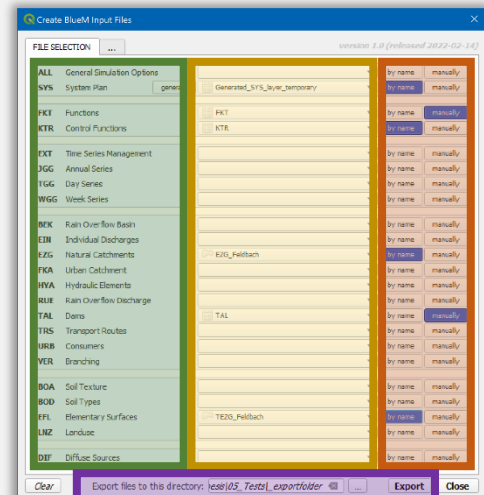 Create BlueM Input Files
FILE SELECTION ... version 1.0 (released 2022-02-14)
ALL General Simulation Options by name manually
SYS System Plan genera Generated_SYS_layer_temporary by name manually
FKT Functions FKT by name manually
KTR Control Functions KTR by name manually
EXT Time Series Management by name manually
JGG Annual Series by name manually
TGG Day Series by name manually
WGG Week Series by name manually
BEK Rain Overflow Basin by name manually
EIN Individual Discharges by name manually
EZG Natural Catchments EZG_Feldbach by name manually
FKA Urban Catchment by name manually
HYA Hydraulic Elements by name manually
RUE Rain Overflow Discharge by name manually
TAL Dams TAL by name manually
TRS Transport Routes by name manually
URB Consumers by name manually
VER Branching by name manually
BOA Soil Texture by name manually
BOD Soil Types by name manually
EFL Elementary Surfaces TEZG_Feldbach by name manually
LNZ Landuse by name manually
DIF Diffuse Sources by name manually
Clear Export files to this directory: hesis\05_Tests\_exportfolder ... Export Close